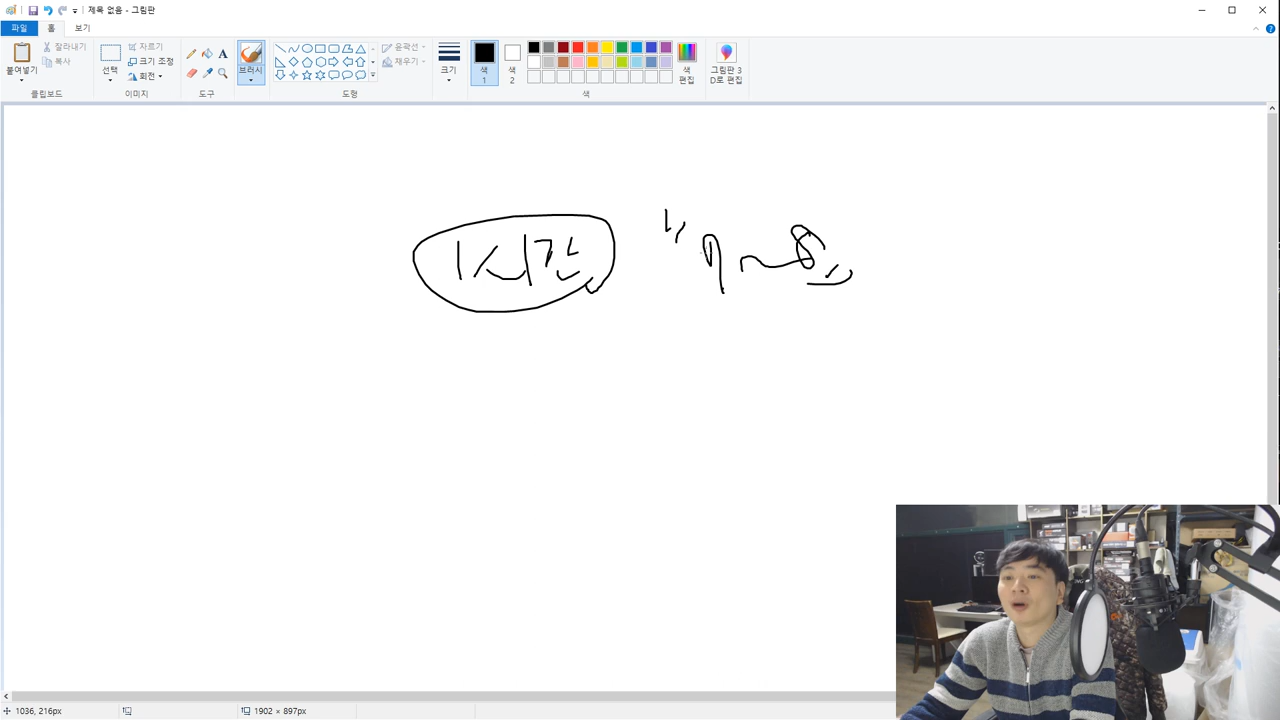 제목 없음 - 그림판
파일 홈 보기
붙여넣기
잘라내기
복사
클립보드
선택
자르기
크기 조정
회전
이미지
A
도구
브러시
윤곽선
채우기
도형
크기
색
1
색
2
색
편집
색
그림판 3
D로 편집
1시간 " 9~8 "
1036, 216px
1902 × 897px